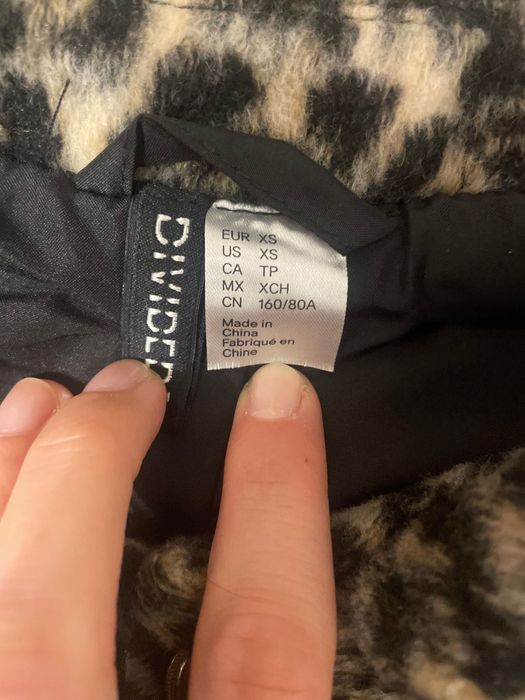 DIVIDED
EUR XS
US XS
CA TP
MX XCH
CN 160/80A
Made in
China
Fabriqué en
Chine